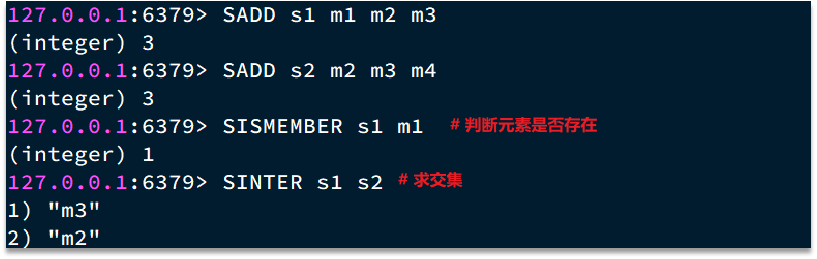 127.0.0.1:6379> SADD s1 m1 m2 m3
(integer) 3
127.0.0.1:6379> SADD s2 m2 m3 m4
(integer) 3
127.0.0.1:6379> SISMEMBER s1 m1 # 判断元素是否存在
(integer) 1
127.0.0.1:6379> SINTER s1 s2 # 求交集
1) "m3"
2) "m2"